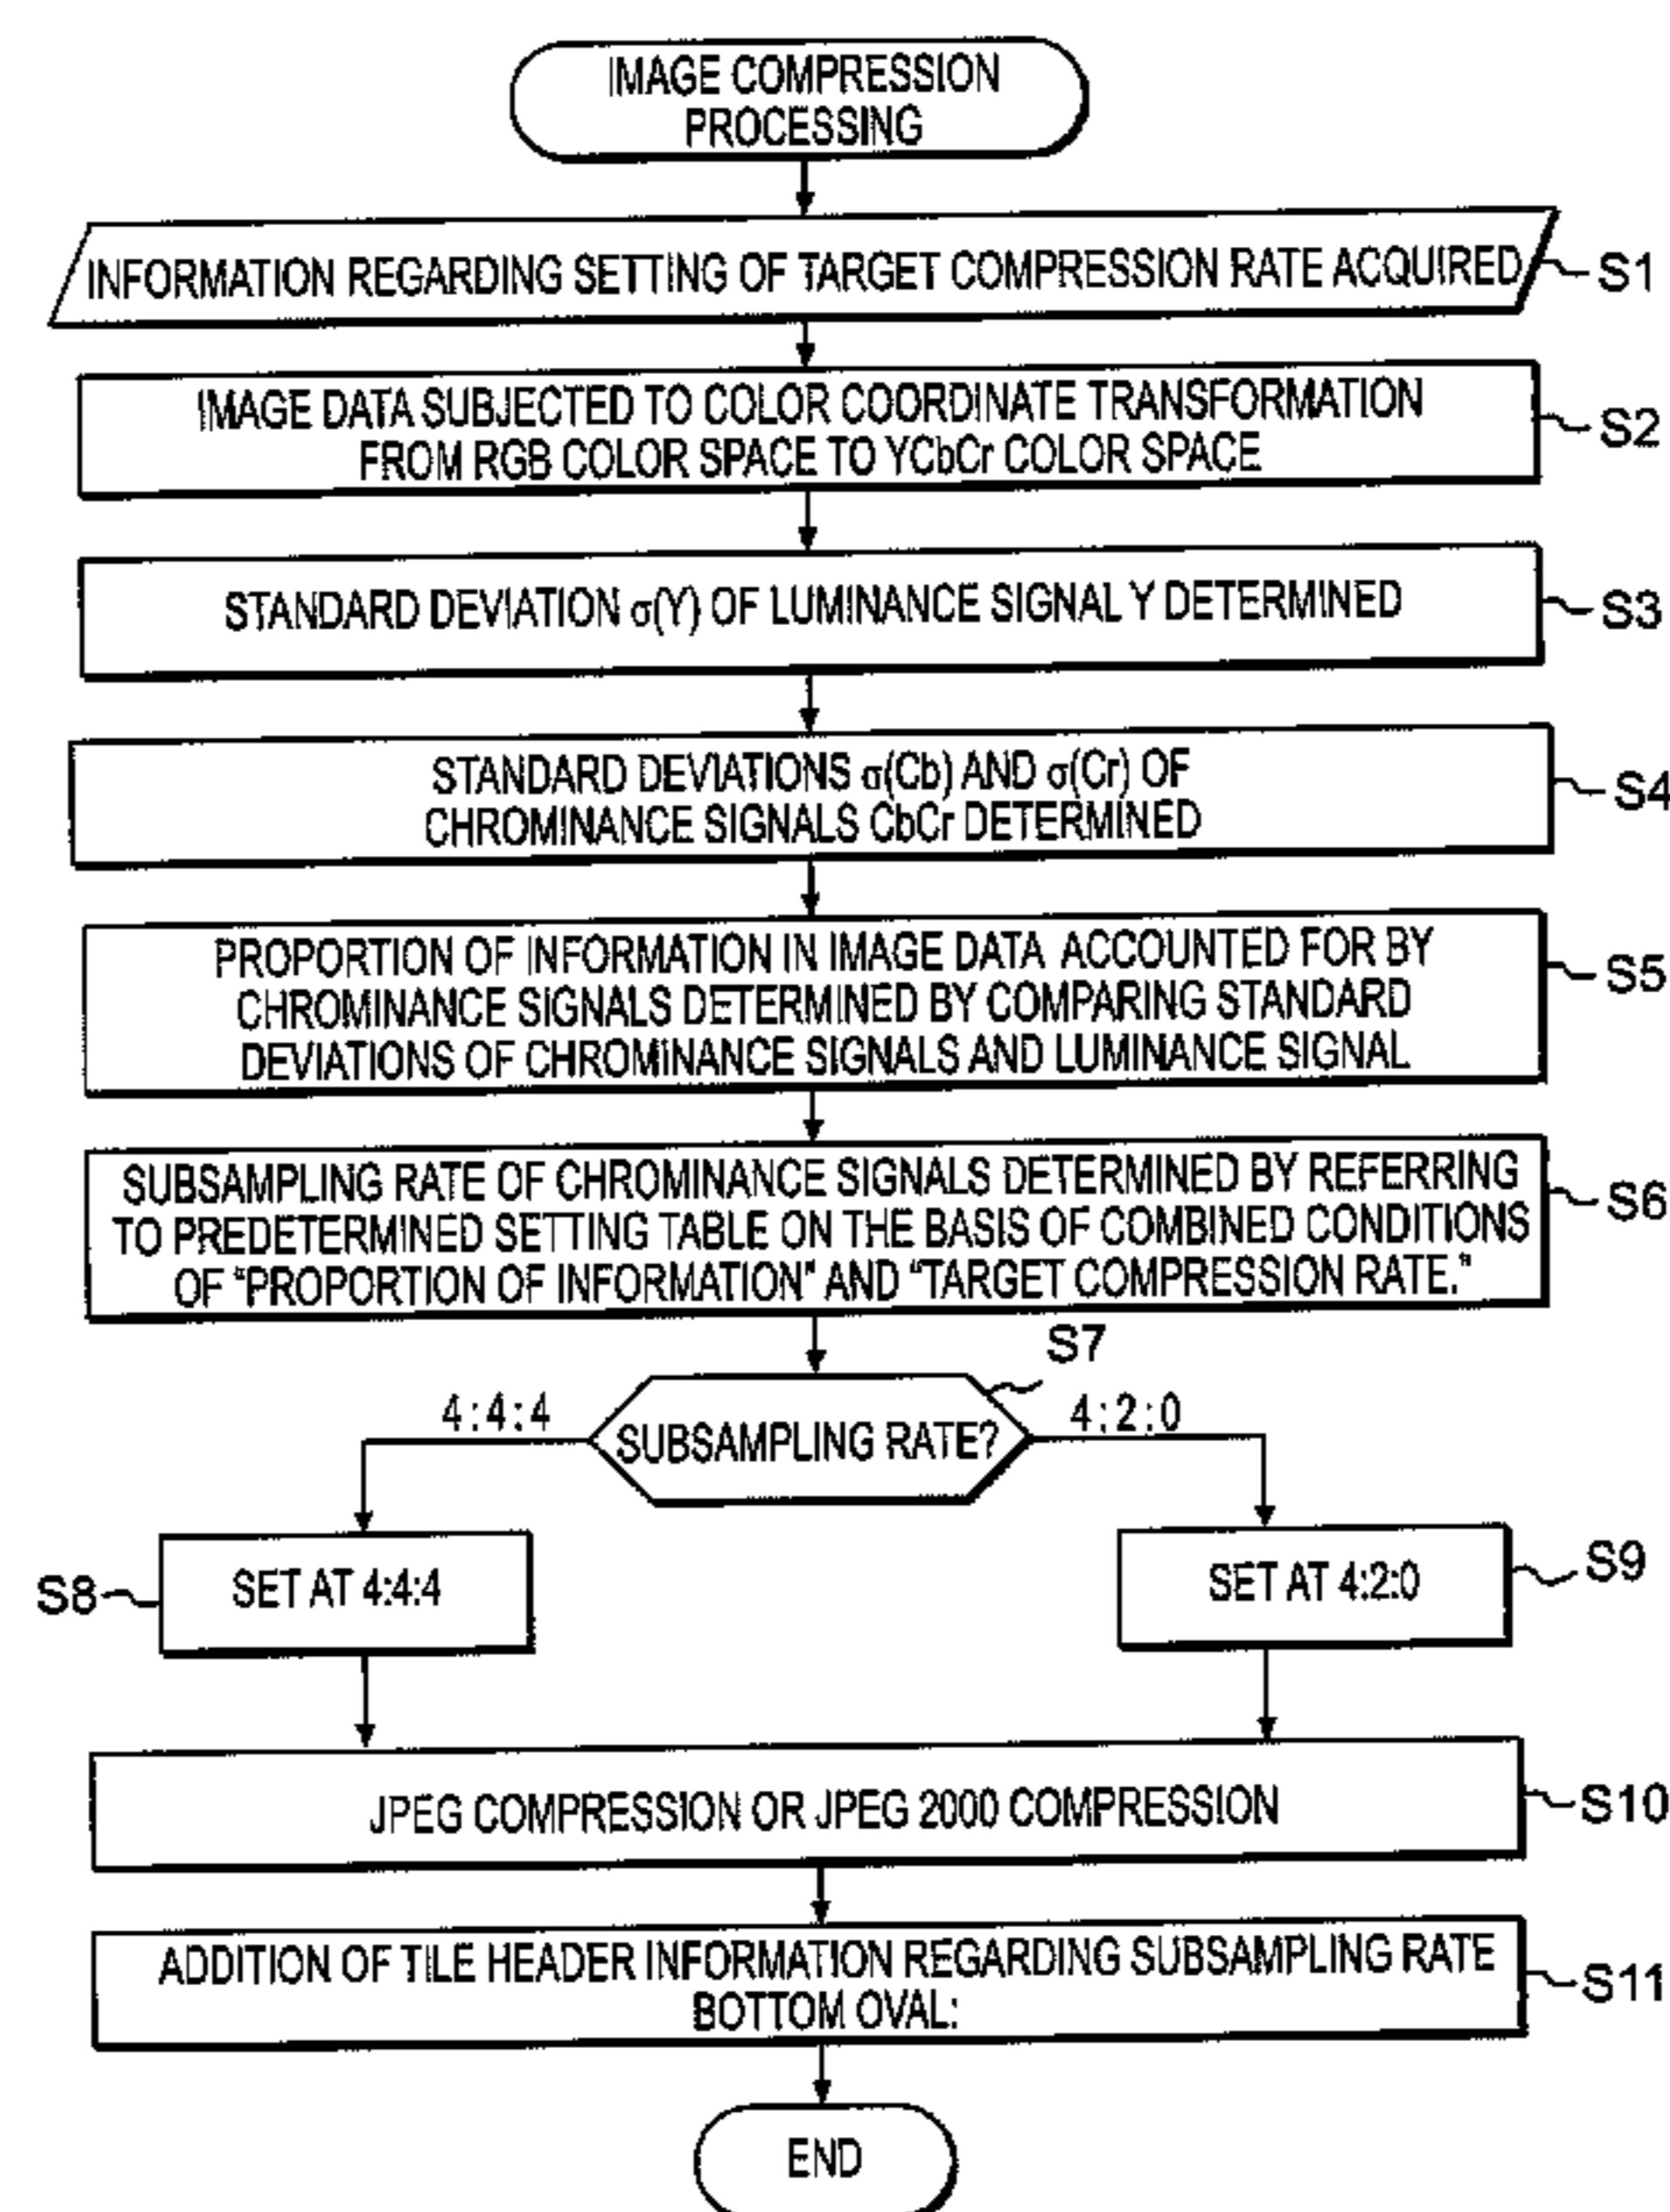 IMAGE COMPRESSION
PROCESSING
INFORMATION REGARDING SETTING OF TARGET COMPRESSION RATE ACQUIRED
S1
IMAGE DATA SUBJECTED TO COLOR COORDINATE TRANSFORMATION
FROM RGB COLOR SPACE TO YCbCr COLOR SPACE
S2
STANDARD DEVIATION σ(Y) OF LUMINANCE SIGNAL Y DETERMINED
S3
STANDARD DEVIATIONS σ(Cb) AND σ(Cr) OF
CHROMINANCE SIGNALS CbCr DETERMINED
S4
PROPORTION OF INFORMATION IN IMAGE DATA ACCOUNTED FOR BY
CHROMINANCE SIGNALS DETERMINED BY COMPARING STANDARD
DEVIATIONS OF CHROMINANCE SIGNALS AND LUMINANCE SIGNAL
S5
SUBSAMPLING RATE OF CHROMINANCE SIGNALS DETERMINED BY REFERRING
TO PREDETERMINED SETTING TABLE ON THE BASIS OF COMBINED CONDITIONS
OF "PROPORTION OF INFORMATION" AND "TARGET COMPRESSION RATE."
S6
S7
4:4:4
SUBSAMPLING RATE?
4:2:0
S8
SET AT 4:4:4
SET AT 4:2:0
S9
JPEG COMPRESSION OR JPEG 2000 COMPRESSION
S10
ADDITION OF TILE HEADER INFORMATION REGARDING SUBSAMPLING RATE
BOTTOM OVAL:
S11
END